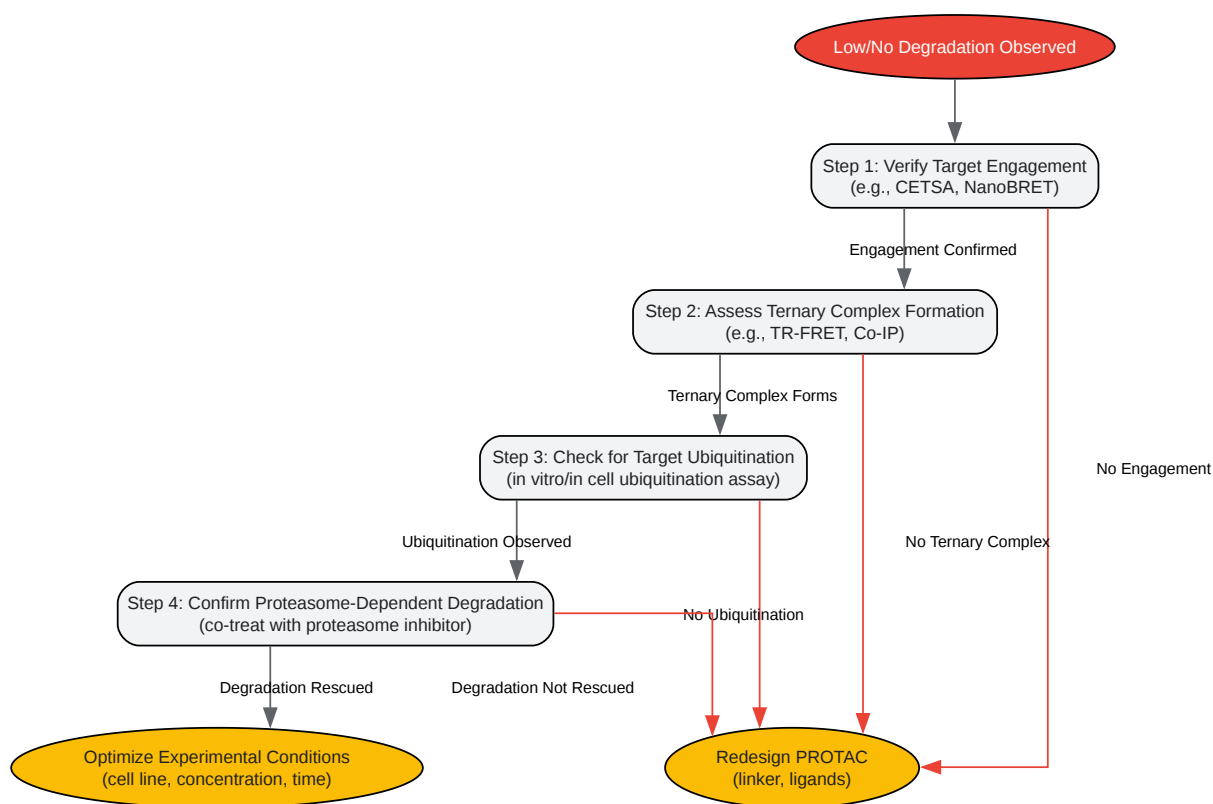 Low/No Degradation Observed
Step 1: Verify Target Engagement
(e.g., CETSA, NanoBRET)
Engagement Confirmed
Step 2: Assess Ternary Complex Formation
(e.g., TR-FRET, Co-IP)
Ternary Complex Forms
Step 3: Check for Target Ubiquitination
(in vitro/in cell ubiquitination assay)
No Engagement
Ubiquitination Observed
No Ternary Complex
Step 4: Confirm Proteasome-Dependent Degradation
(co-treat with proteasome inhibitor)
No Ubiquitination
Degradation Rescued
Degradation Not Rescued
Optimize Experimental Conditions
(cell line, concentration, time)
Redesign PROTAC
(linker, ligands)